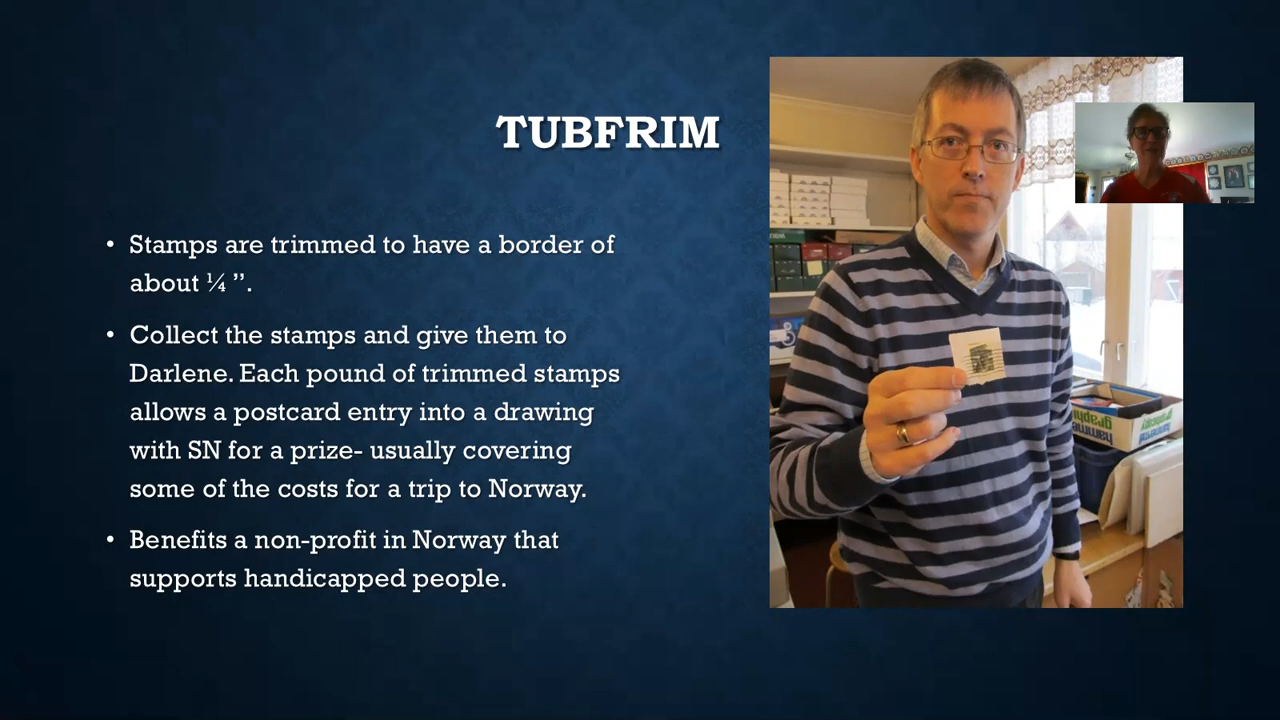 TUBFRIM
• Stamps are trimmed to have a border of
about ¼ ”.
• Collect the stamps and give them to
Darlene. Each pound of trimmed stamps
allows a postcard entry into a drawing
with SN for a prize- usually covering
some of the costs for a trip to Norway.
• Benefits a non-profit in Norway that
supports handicapped people.